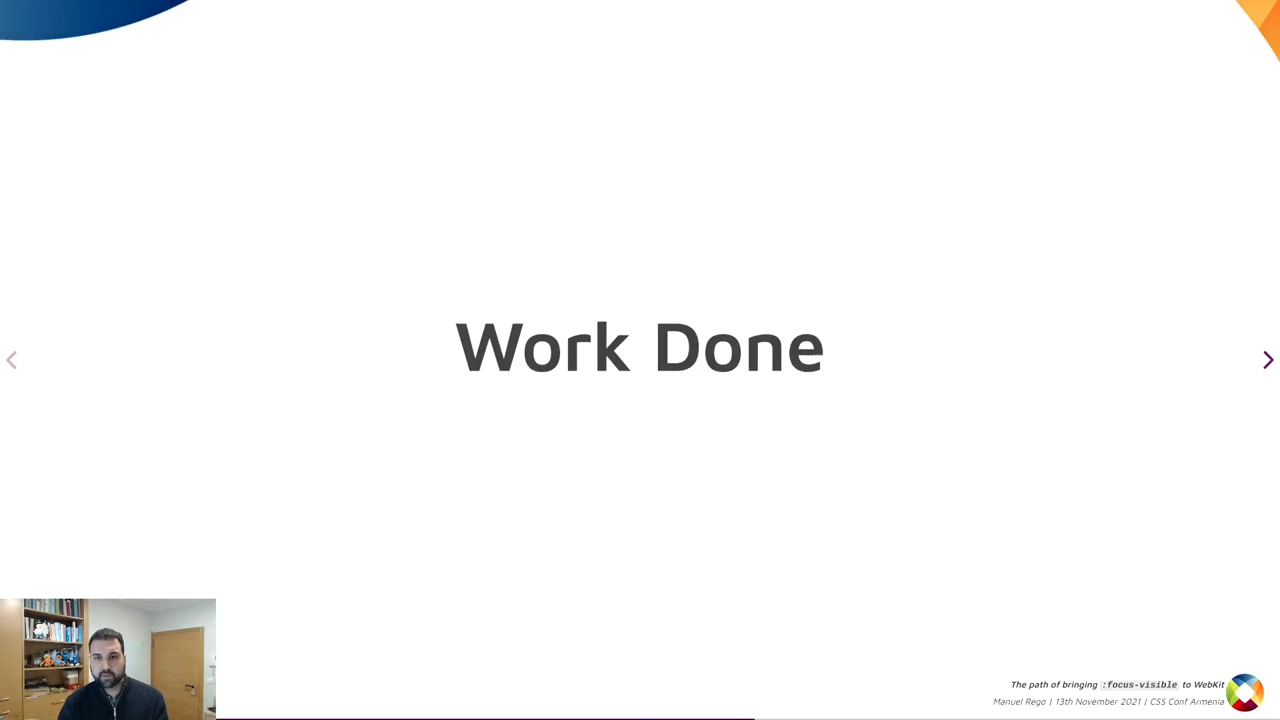 Work Done
The path of bringing :focus-visible to WebKit
Manuel Rego | 13th November 2021 | CSS Conf Armenia